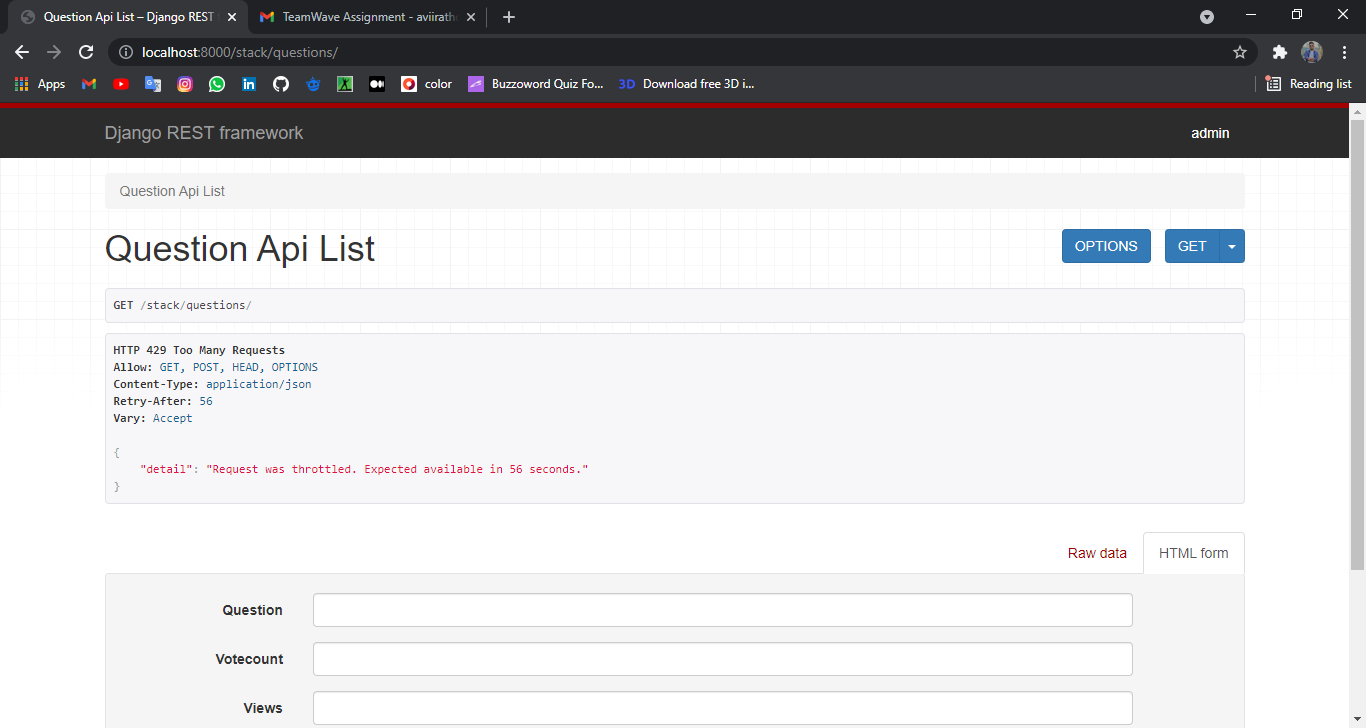 Question Api List – Django REST
TeamWave Assignment - aviirath
localhost:8000/stack/questions/
Apps
color
Buzzoword Quiz Fo...
3D Download free 3D i...
Reading list
Django REST framework
admin
Question Api List
Question Api List
OPTIONS
GET
GET /stack/questions/
HTTP 429 Too Many Requests
Allow: GET, POST, HEAD, OPTIONS
Content-Type: application/json
Retry-After: 56
Vary: Accept
{
"detail": "Request was throttled. Expected available in 56 seconds."
}
Raw data
HTML form
Question
Votecount
Views